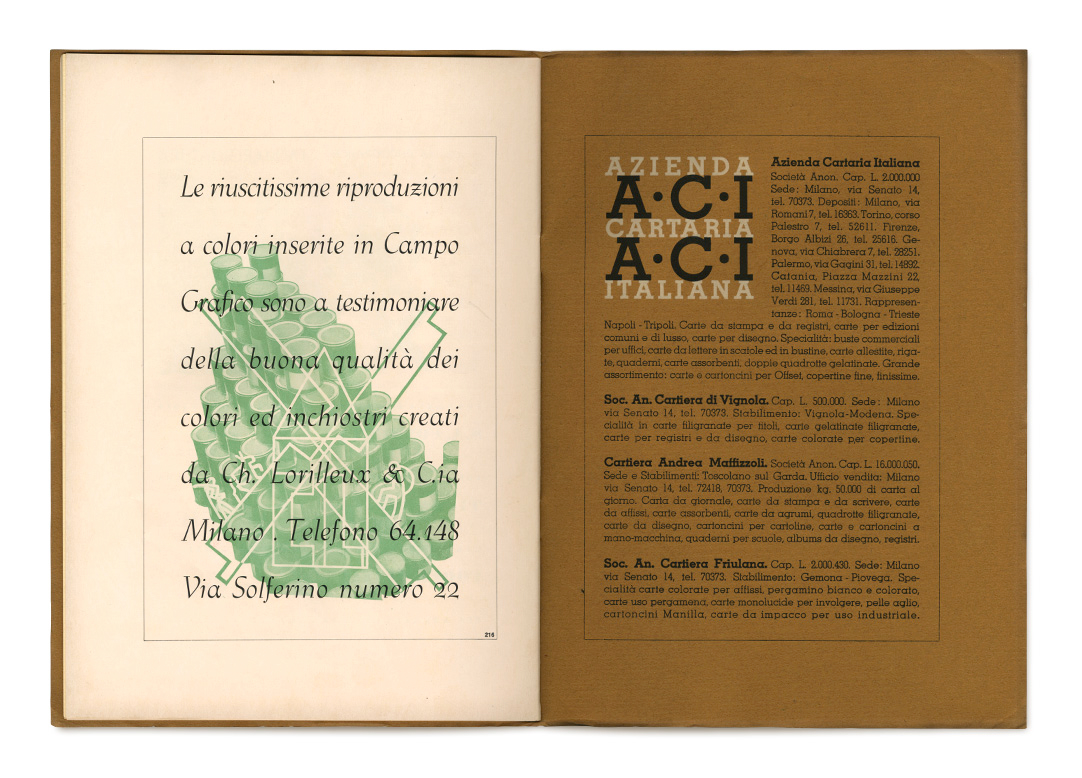 Le riuscitissime riproduzioni
a colori inserite in Campo
Grafico sono a testimoniare
della buona qualità dei
colori ed inchiostri creati
da Ch. Lorilleux & C.ia
Milano . Telefono 64.148
Via Solferino numero 22
216
AZIENDA
A·C·I
CARTARIA
A·C·I
ITALIANA
Azienda Cartaria Italiana
Società Anon. Cap. L. 2.000.000
Sede: Milano, via Senato 14,
tel. 70373. Depositi: Milano, via
Romani 7, tel. 16363. Torino, corso
Palestro 7, tel. 52611. Firenze,
Borgo Albizi 26, tel. 25616. Ge-
nova, via Chiabrera 7, tel. 28251.
Palermo, via Gagini 31, tel. 14892.
Catania, Piazza Mazzini 22,
tel. 11469. Messina, via Giuseppe
Verdi 281, tel. 11731. Rappresen-
tanze: Roma - Bologna - Trieste
Napoli - Tripoli. Carte da stampa e da registri, carte per edizioni
comuni e di lusso, carte per disegno. Specialità: buste commerciali
per uffici, carte da lettere in scatole ed in bustine, carte allestite, riga-
te, quaderni, carte assorbenti, doppie quadrotte gelatinate. Grande
assortimento: carte e cartoncini per Offset, copertine fine, finissime.
Soc. An. Cartiera di Vignola. Cap. L. 500.000. Sede: Milano
via Senato 14, tel. 70373. Stabilimento: Vignola-Modena. Spe-
cialità in carte filigranate per titoli, carte gelatinate filigranate,
carte per registri e da disegno, carte colorate per copertine.
Cartiera Andrea Maffizzoli. Società Anon. Cap. L. 16.000.050.
Sede e Stabilimenti: Toscolano sul Garda. Ufficio vendita: Milano
via Senato 14, tel. 72418, 70373. Produzione kg. 50.000 di carta al
giorno. Carta da giornale, carte da stampa e da scrivere, carte
da affissi, carte assorbenti, carte da agrumi, quadrotte filigranate,
carte da disegno, cartoncini per cartoline, carte e cartoncini a
mano-macchina, quaderni per scuole, albums da disegno, registri.
Soc. An. Cartiera Friulana. Cap. L. 2.000.430. Sede: Milano
via Senato 14, tel. 70373. Stabilimento: Gemona - Piovega. Spe-
cialità carte colorate per affissi, pergamino bianco e colorato,
carte uso pergamena, carte monolucide per involgere, pelle aglio,
cartoncini Manilla, carte da impacco per uso industriale.